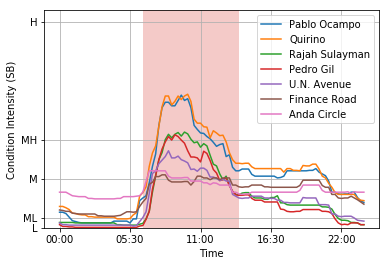 H
MH
M
ML
L
Condition Intensity (SB)
Pablo Ocampo
Quirino
Rajah Sulayman
Pedro Gil
U.N. Avenue
Finance Road
Anda Circle
00:00 05:30 11:00 16:30 22:00
Time